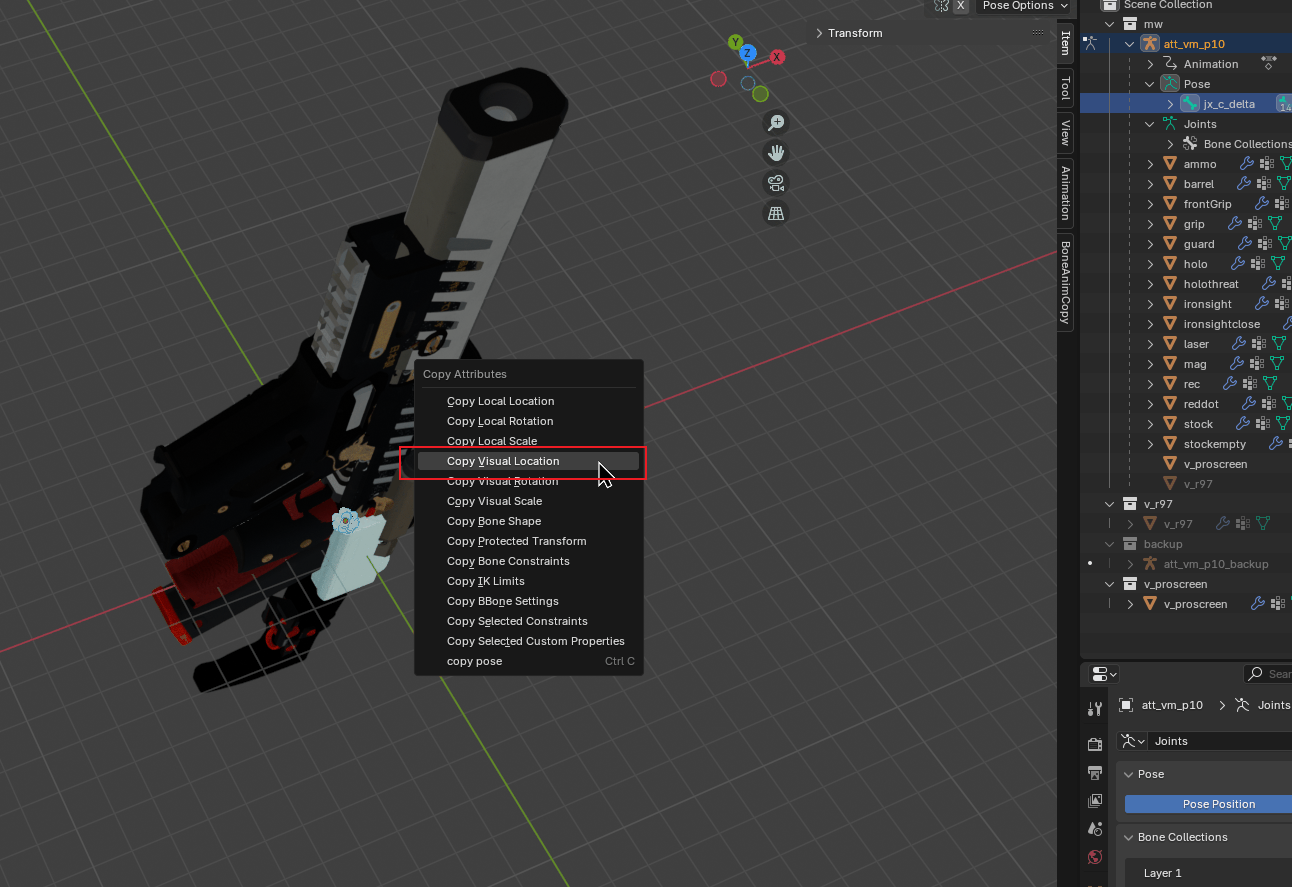 X
Pose Options
Transform
Y
Z
X
Item
Tool
View
Animation
BoneAnimCopy
Copy Attributes
Copy Local Location
Copy Local Rotation
Copy Local Scale
Copy Visual Location
Copy Visual Rotation
Copy Visual Scale
Copy Bone Shape
Copy Protected Transform
Copy Bone Constraints
Copy IK Limits
Copy BBone Settings
Copy Selected Constraints
Copy Selected Custom Properties
copy pose Ctrl C
Scene Collection
mw
att_vm_p10
Animation
Pose
jx_c_delta
14
Joints
Bone Collections
ammo
barrel
frontGrip
grip
guard
holo
holothreat
ironsight
ironsightclose
laser
mag
rec
reddot
stock
stockempty
v_proscreen
v_r97
v_r97
v_r97
backup
att_vm_p10_backup
v_proscreen
v_proscreen
Sear
att_vm_p10 Joints
Joints
Pose
Pose Position
Bone Collections
Layer 1